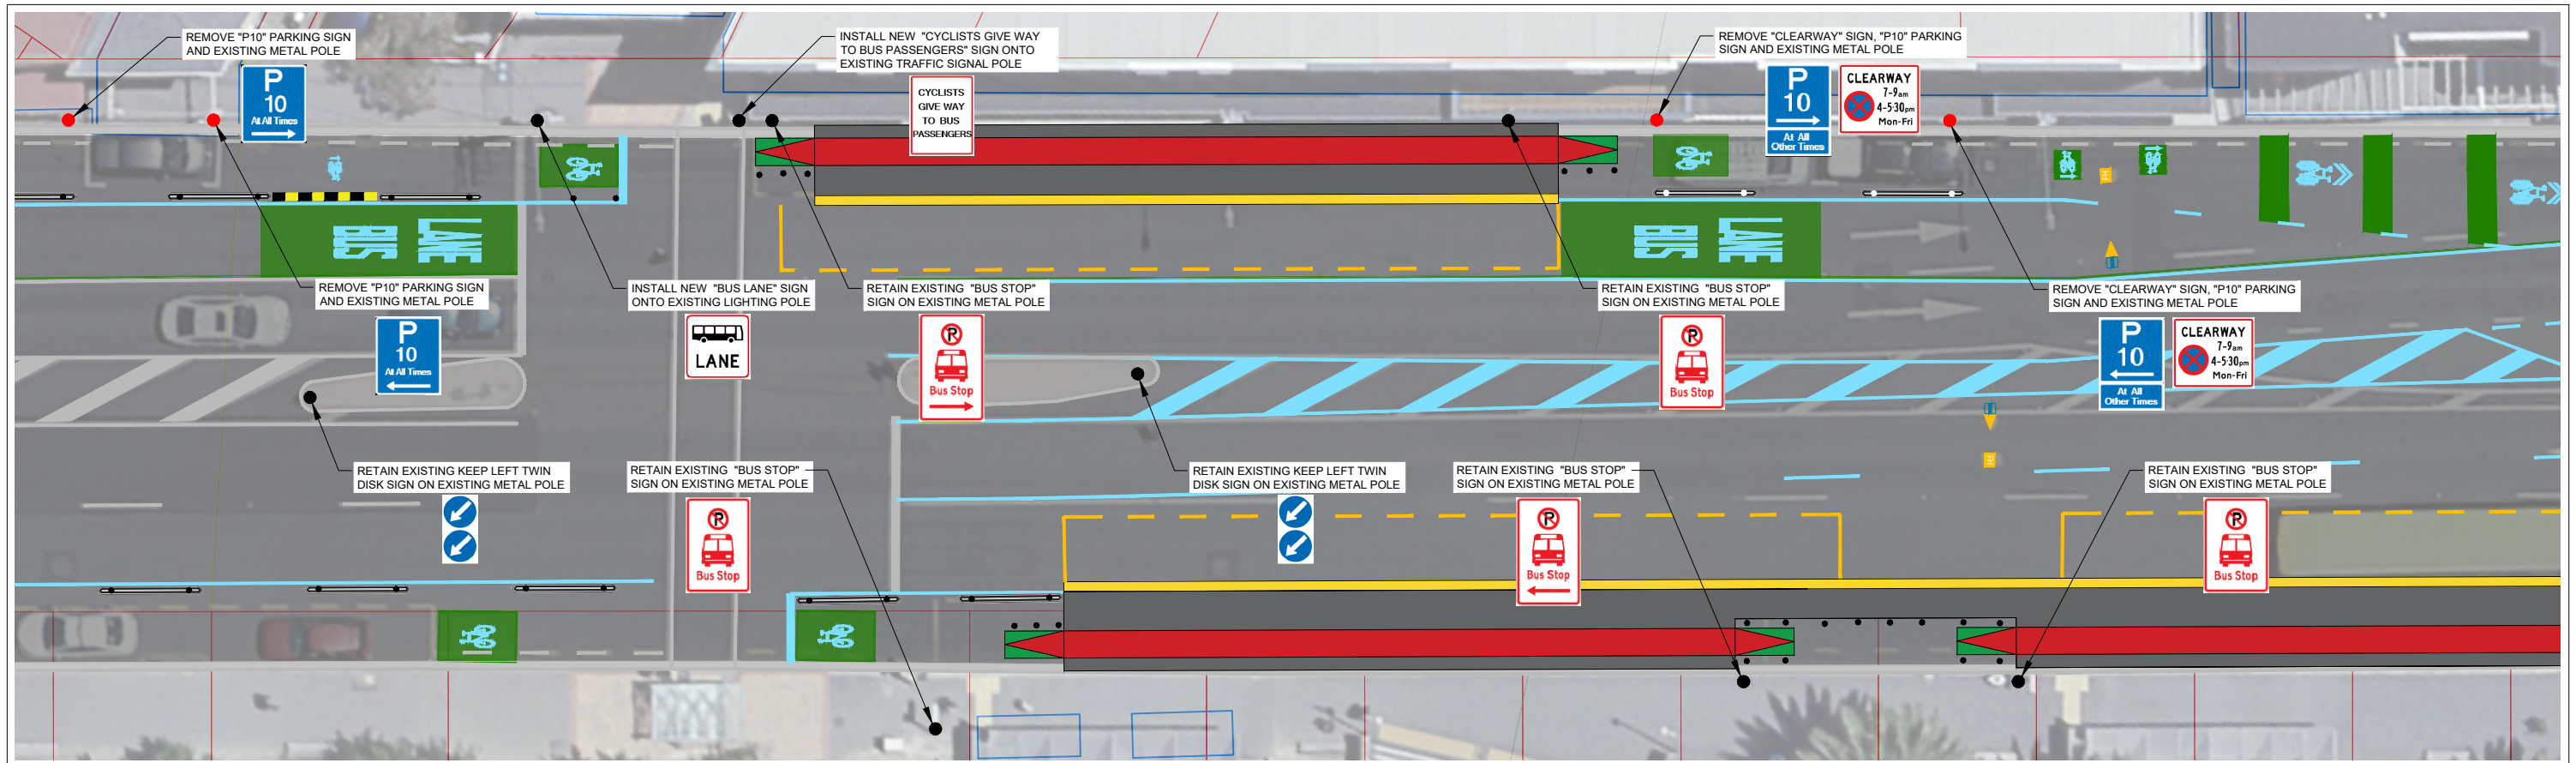 REMOVE "P10" PARKING SIGN
AND EXISTING METAL POLE
P
10
At All Times
INSTALL NEW "CYCLISTS GIVE WAY
TO BUS PASSENGERS" SIGN ONTO
EXISTING TRAFFIC SIGNAL POLE
CYCLISTS
GIVE WAY
TO BUS
PASSENGERS
REMOVE "CLEARWAY" SIGN, "P10" PARKING
SIGN AND EXISTING METAL POLE
P
10
At All
Other Times
CLEARWAY
7-9am
4-5:30pm
Mon-Fri
BUS
LANE
BUS
LANE
FH
REMOVE "P10" PARKING SIGN
AND EXISTING METAL POLE
P
10
At All Times
INSTALL NEW "BUS LANE" SIGN
ONTO EXISTING LIGHTING POLE
LANE
RETAIN EXISTING "BUS STOP"
SIGN ON EXISTING METAL POLE
P
Bus Stop
RETAIN EXISTING "BUS STOP"
SIGN ON EXISTING METAL POLE
P
Bus Stop
REMOVE "CLEARWAY" SIGN, "P10" PARKING
SIGN AND EXISTING METAL POLE
P
10
At All
Other Times
CLEARWAY
7-9am
4-5:30pm
Mon-Fri
RETAIN EXISTING KEEP LEFT TWIN
DISK SIGN ON EXISTING METAL POLE
RETAIN EXISTING "BUS STOP"
SIGN ON EXISTING METAL POLE
P
Bus Stop
RETAIN EXISTING KEEP LEFT TWIN
DISK SIGN ON EXISTING METAL POLE
RETAIN EXISTING "BUS STOP"
SIGN ON EXISTING METAL POLE
P
Bus Stop
FH
RETAIN EXISTING "BUS STOP"
SIGN ON EXISTING METAL POLE
P
Bus Stop